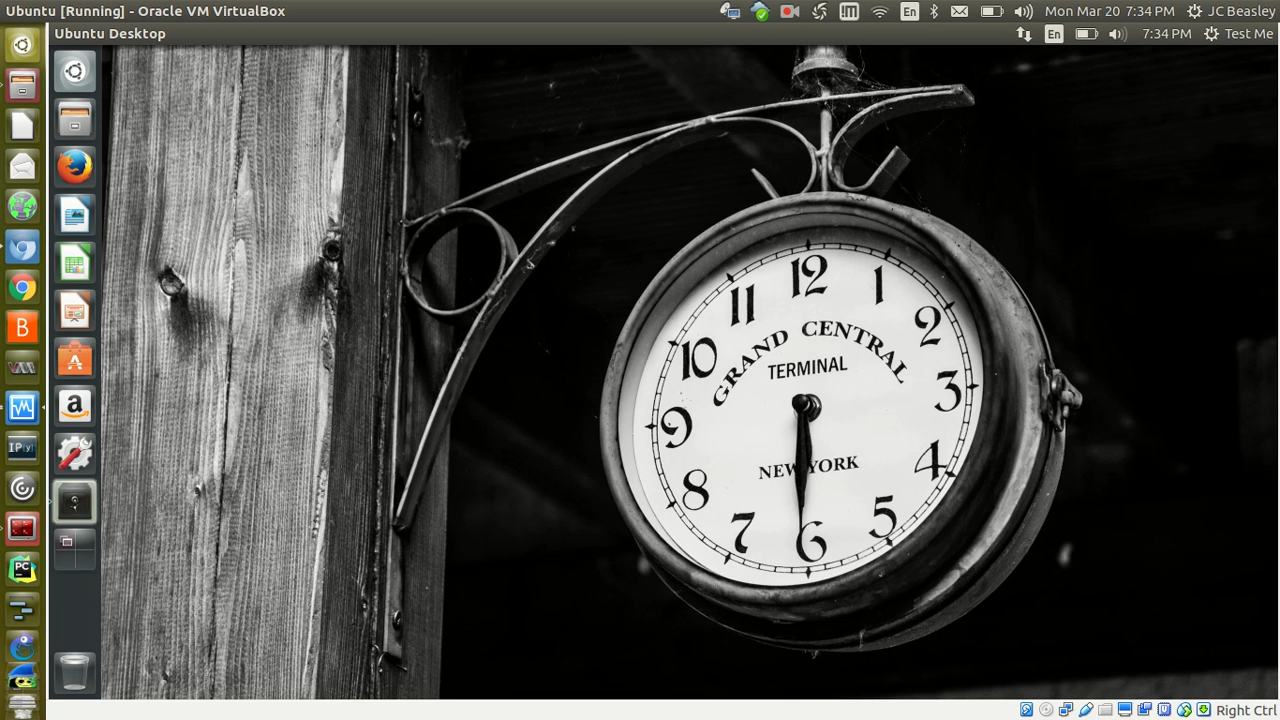 Ubuntu [Running] - Oracle VM VirtualBox
En
Mon Mar 20 7:34 PM
JC Beasley
Ubuntu Desktop
En
7:34 PM
Test Me
12
1
2
3
4
5
6
7
8
9
10
11
GRAND CENTRAL
TERMINAL
NEW YORK
B
a
IP[y]:
PC
Right Ctrl